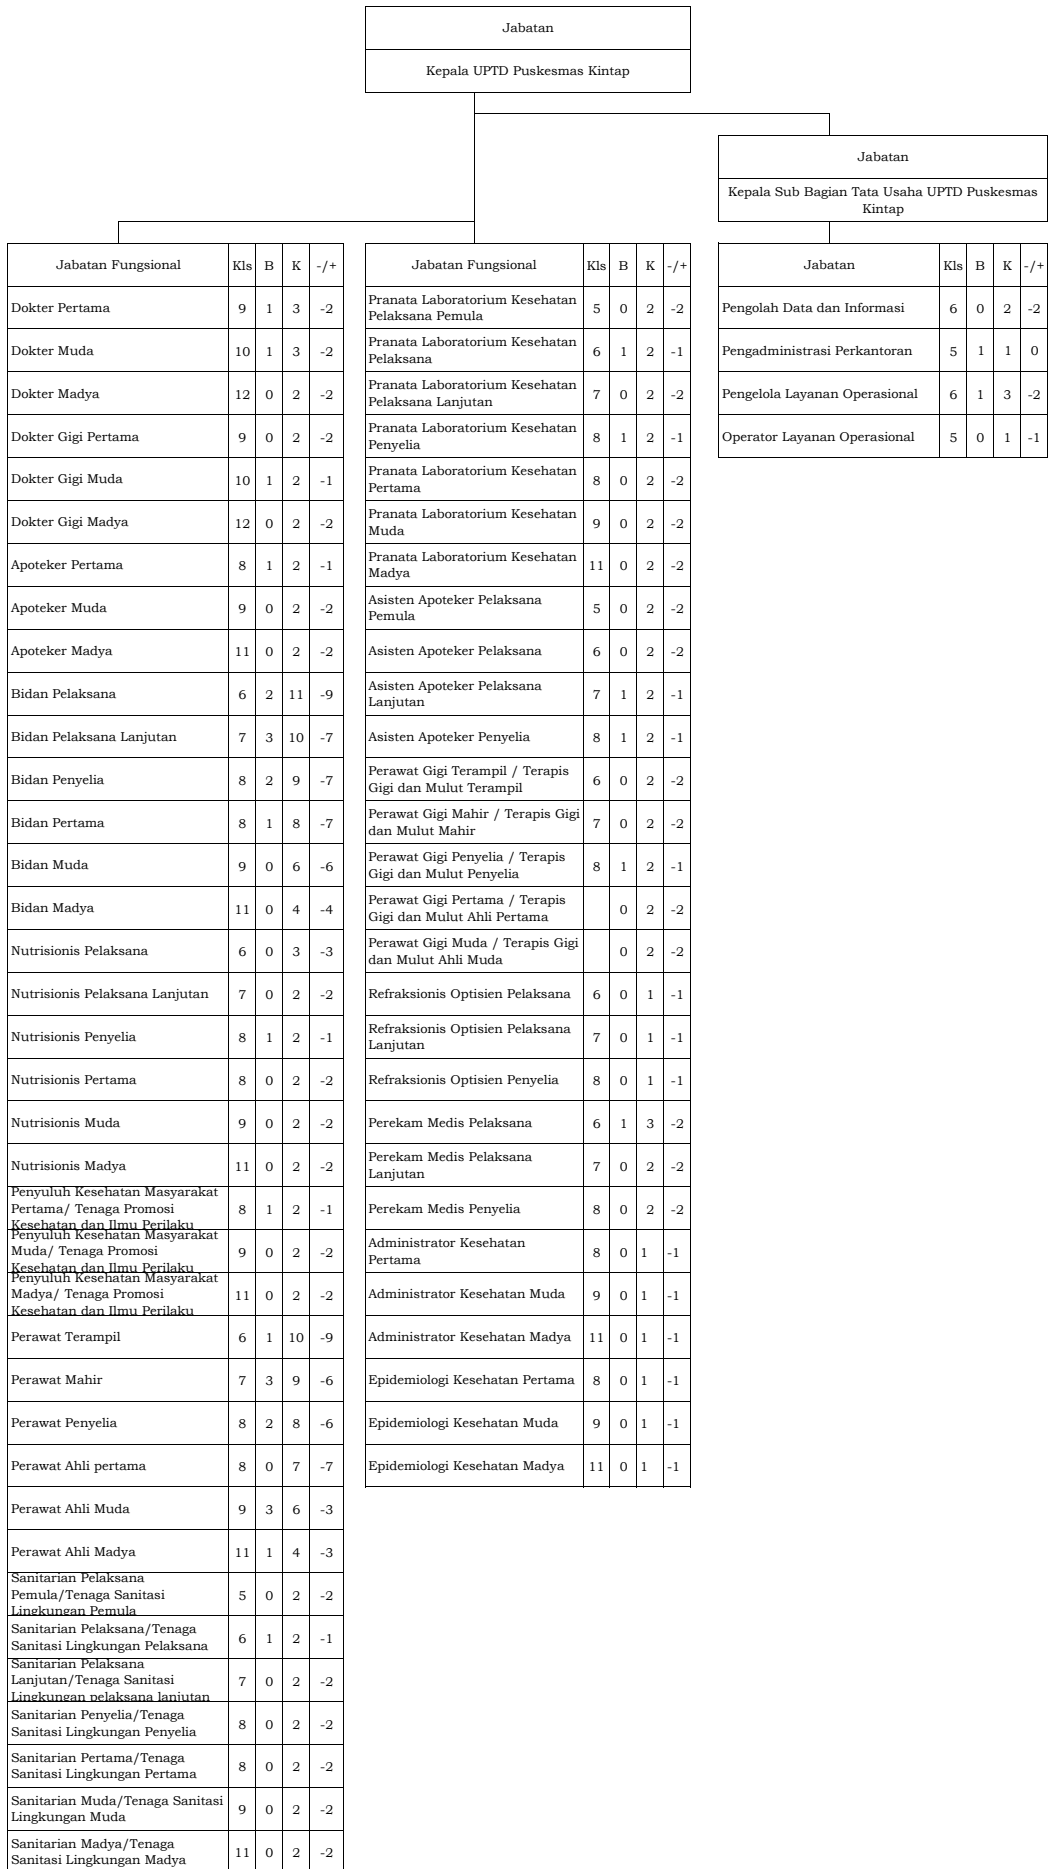 Jabatan
Kepala UPTD Puskesmas Kintap
Jabatan
Kepala Sub Bagian Tata Usaha UPTD Puskesmas
Kintap
Jabatan Fungsional Kls B K -/+
Dokter Pertama 9 1 3 -2
Dokter Muda 10 1 3 -2
Dokter Madya 12 0 2 -2
Dokter Gigi Pertama 9 0 2 -2
Dokter Gigi Muda 10 1 2 -1
Dokter Gigi Madya 12 0 2 -2
Apoteker Pertama 8 1 2 -1
Apoteker Muda 9 0 2 -2
Apoteker Madya 11 0 2 -2
Bidan Pelaksana 6 2 11 -9
Bidan Pelaksana Lanjutan 7 3 10 -7
Bidan Penyelia 8 2 9 -7
Bidan Pertama 8 1 8 -7
Bidan Muda 9 0 6 -6
Bidan Madya 11 0 4 -4
Nutrisionis Pelaksana 6 0 3 -3
Nutrisionis Pelaksana Lanjutan 7 0 2 -2
Nutrisionis Penyelia 8 1 2 -1
Nutrisionis Pertama 8 0 2 -2
Nutrisionis Muda 9 0 2 -2
Nutrisionis Madya 11 0 2 -2
Penyuluh Kesehatan Masyarakat
Pertama/ Tenaga Promosi 8 1 2 -1
Kesehatan dan Ilmu Perilaku
Penyuluh Kesehatan Masyarakat
Muda/ Tenaga Promosi 9 0 2 -2
Kesehatan dan Ilmu Perilaku
Penyuluh Kesehatan Masyarakat
Madya/ Tenaga Promosi 11 0 2 -2
Kesehatan dan Ilmu Perilaku
Perawat Terampil 6 1 10 -9
Perawat Mahir 7 3 9 -6
Perawat Penyelia 8 2 8 -6
Perawat Ahli pertama 8 0 7 -7
Perawat Ahli Muda 9 3 6 -3
Perawat Ahli Madya 11 1 4 -3
Sanitarian Pelaksana
Pemula/Tenaga Sanitasi 5 0 2 -2
Lingkungan Pemula
Sanitarian Pelaksana/Tenaga
Sanitasi Lingkungan Pelaksana 6 1 2 -1
Sanitarian Pelaksana
Lanjutan/Tenaga Sanitasi 7 0 2 -2
Lingkungan pelaksana lanjutan
Sanitarian Penyelia/Tenaga
Sanitasi Lingkungan Penyelia 8 0 2 -2
Sanitarian Pertama/Tenaga
Sanitasi Lingkungan Pertama 8 0 2 -2
Sanitarian Muda/Tenaga Sanitasi
Lingkungan Muda 9 0 2 -2
Sanitarian Madya/Tenaga
Sanitasi Lingkungan Madya 11 0 2 -2
Jabatan Fungsional Kls B K -/+
Pranata Laboratorium Kesehatan
Pelaksana Pemula 5 0 2 -2
Pranata Laboratorium Kesehatan
Pelaksana 6 1 2 -1
Pranata Laboratorium Kesehatan
Pelaksana Lanjutan 7 0 2 -2
Pranata Laboratorium Kesehatan
Penyelia 8 1 2 -1
Pranata Laboratorium Kesehatan
Pertama 8 0 2 -2
Pranata Laboratorium Kesehatan
Muda 9 0 2 -2
Pranata Laboratorium Kesehatan
Madya 11 0 2 -2
Asisten Apoteker Pelaksana
Pemula 5 0 2 -2
Asisten Apoteker Pelaksana 6 0 2 -2
Asisten Apoteker Pelaksana
Lanjutan 7 1 2 -1
Asisten Apoteker Penyelia 8 1 2 -1
Perawat Gigi Terampil / Terapis
Gigi dan Mulut Terampil 6 0 2 -2
Perawat Gigi Mahir / Terapis Gigi
dan Mulut Mahir 7 0 2 -2
Perawat Gigi Penyelia / Terapis
Gigi dan Mulut Penyelia 8 1 2 -1
Perawat Gigi Pertama / Terapis
Gigi dan Mulut Ahli Pertama 0 2 -2
Perawat Gigi Muda / Terapis Gigi
dan Mulut Ahli Muda 0 2 -2
Refraksionis Optisien Pelaksana 6 0 1 -1
Refraksionis Optisien Pelaksana
Lanjutan 7 0 1 -1
Refraksionis Optisien Penyelia 8 0 1 -1
Perekam Medis Pelaksana 6 1 3 -2
Perekam Medis Pelaksana
Lanjutan 7 0 2 -2
Perekam Medis Penyelia 8 0 2 -2
Administrator Kesehatan
Pertama 8 0 1 -1
Administrator Kesehatan Muda 9 0 1 -1
Administrator Kesehatan Madya 11 0 1 -1
Epidemiologi Kesehatan Pertama 8 0 1 -1
Epidemiologi Kesehatan Muda 9 0 1 -1
Epidemiologi Kesehatan Madya 11 0 1 -1
Jabatan Kls B K -/+
Pengolah Data dan Informasi 6 0 2 -2
Pengadministrasi Perkantoran 5 1 1 0
Pengelola Layanan Operasional 6 1 3 -2
Operator Layanan Operasional 5 0 1 -1